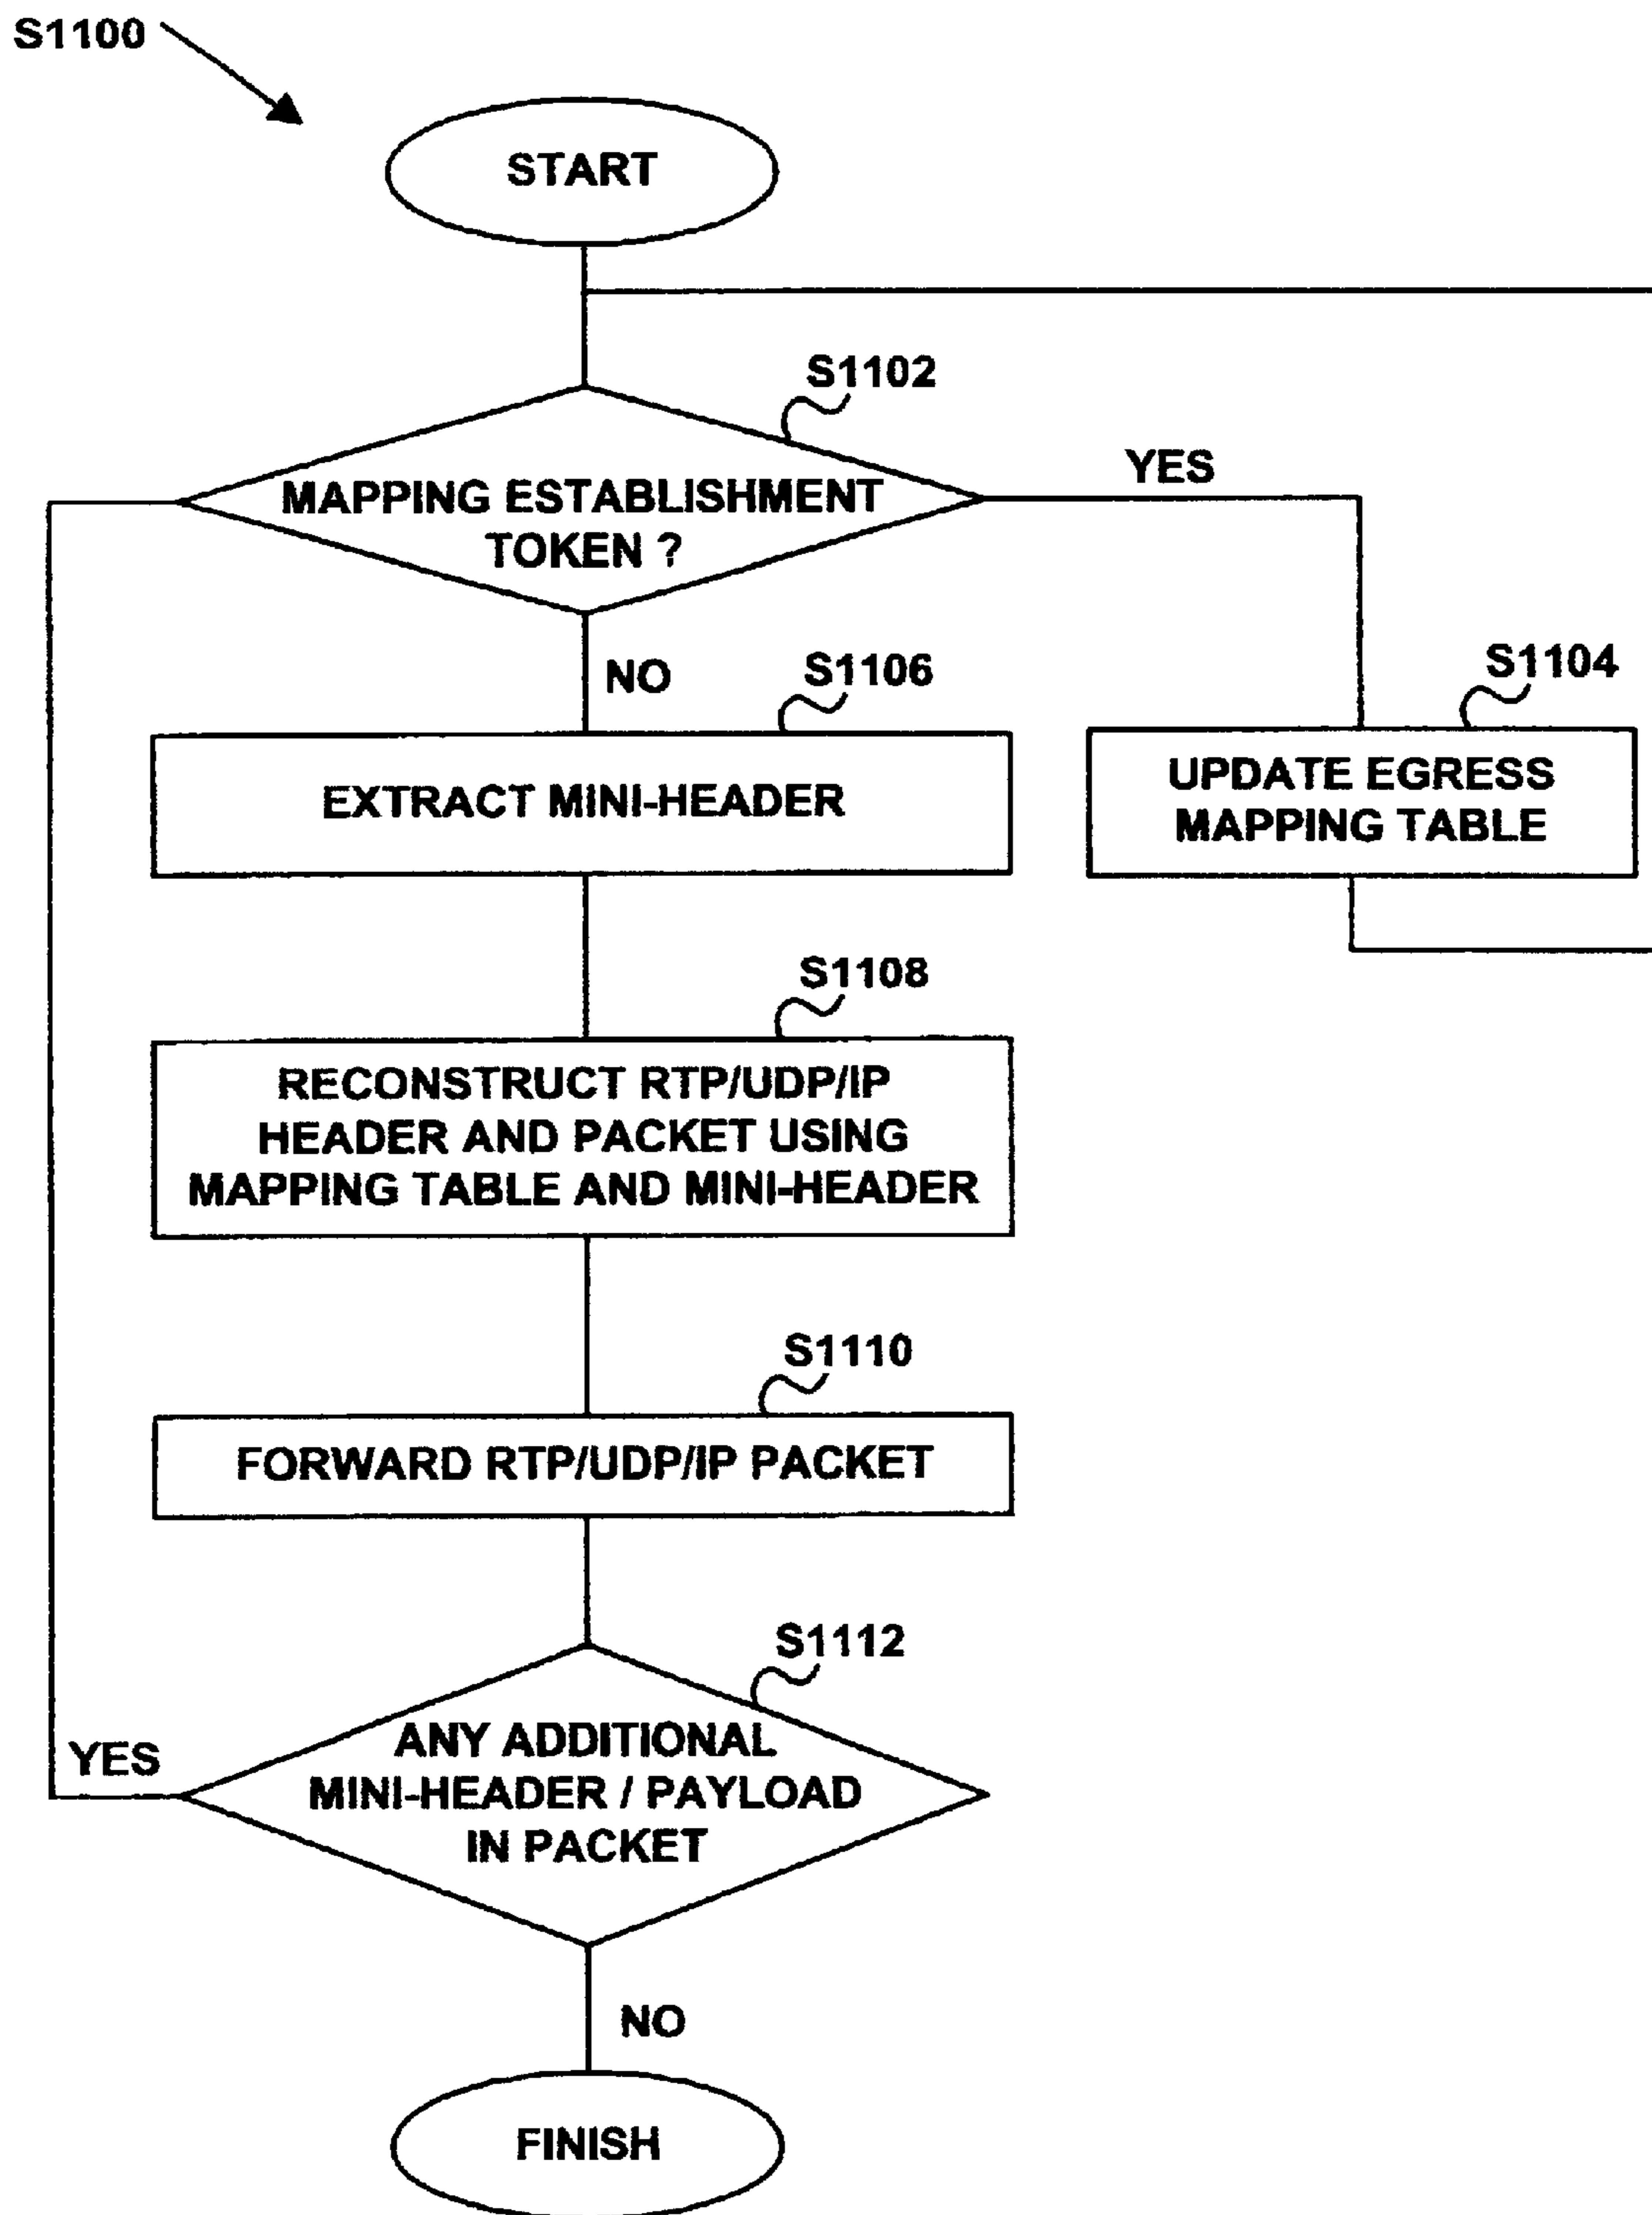 S1100
START
S1102
MAPPING ESTABLISHMENT
TOKEN ?
YES
NO
S1106
EXTRACT MINI-HEADER
S1104
UPDATE EGRESS
MAPPING TABLE
S1108
RECONSTRUCT RTP/UDP/IP
HEADER AND PACKET USING
MAPPING TABLE AND MINI-HEADER
S1110
FORWARD RTP/UDP/IP PACKET
S1112
ANY ADDITIONAL
MINI-HEADER / PAYLOAD
IN PACKET
YES
NO
FINISH